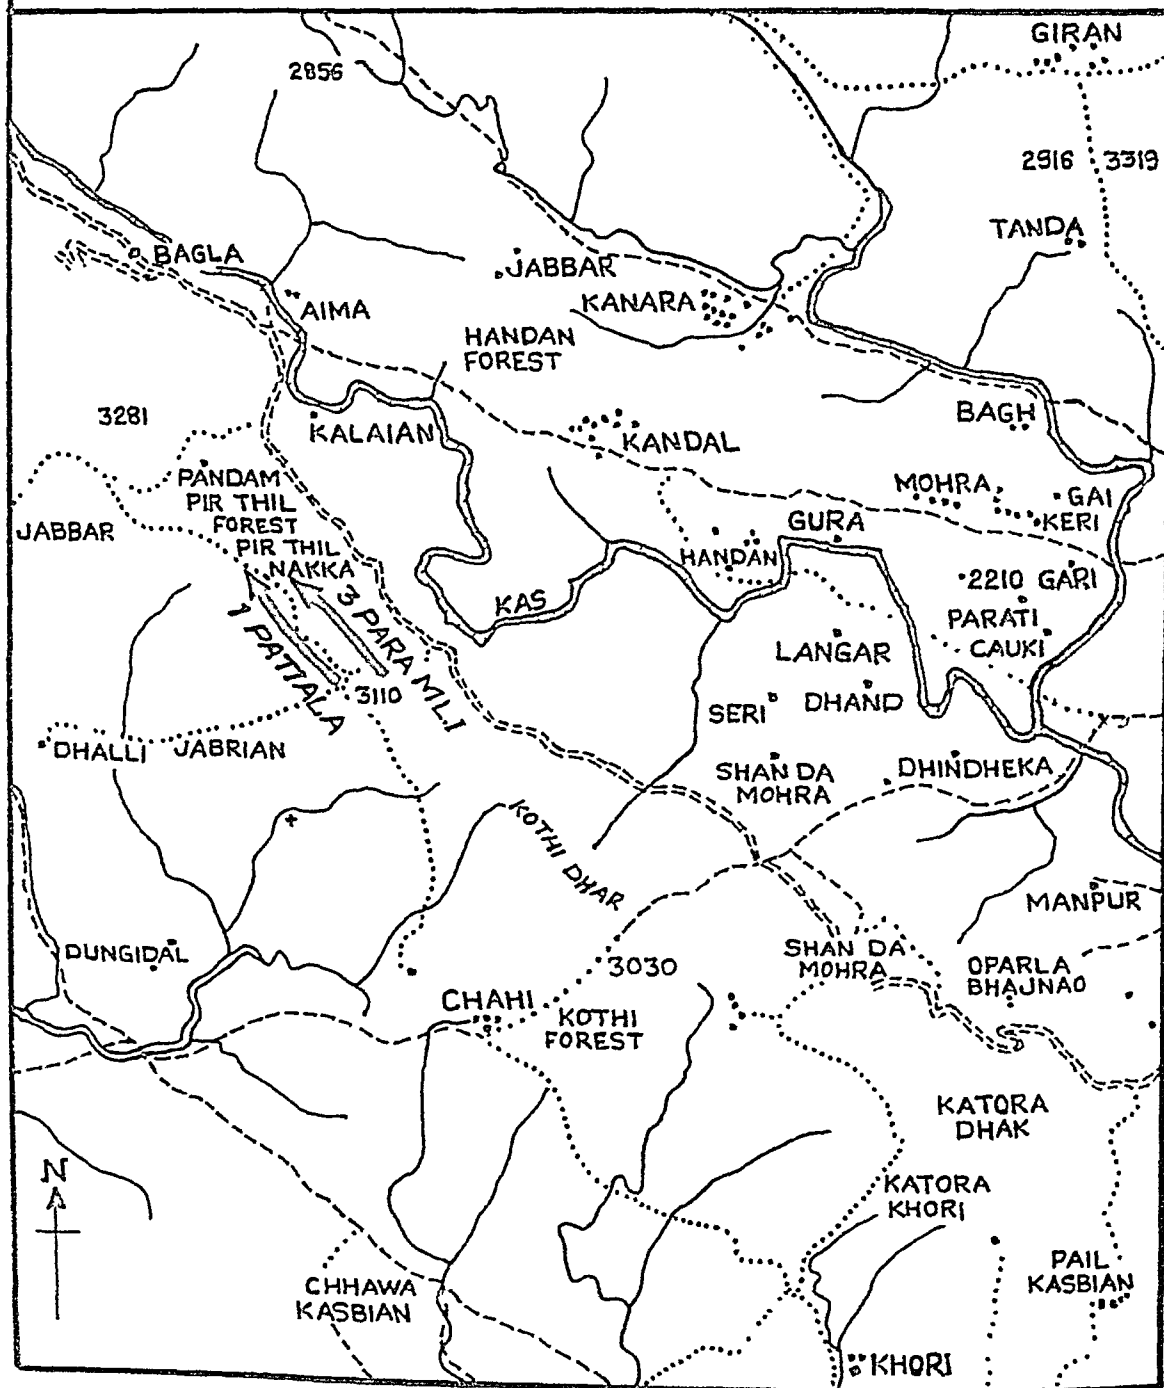 GIRAN
2856
2916 3319
TANDA
BAGLA
JABBAR
AIMA
KANARA
HANDAN
FOREST
3281
KALAIAN
BAGH
KANDAL
PANDAM
PIR THIL
FOREST
PIR THIL
NAKKA
JABBAR
MOHRA
GAI
KERI
GURA
HANDAN
2210 GARI
KAS
PARATI
CAUKI
1 PATIALA
3 PARA MLI
3110
LANGAR
SERI
DHAND
DHALLI
JABRIAN
SHAN DA
MOHRA
DHINDHEKA
KOTHI DHAR
MANPUR
DUNGIDAL
3030
SHAN DA
MOHRA
OPARLA
BHAJNAO
CHAHI
KOTHI
FOREST
KATORA
DHAK
N
KATORA
KHORI
CHHAWA
KASBIAN
PAIL
KASBIAN
KHORI